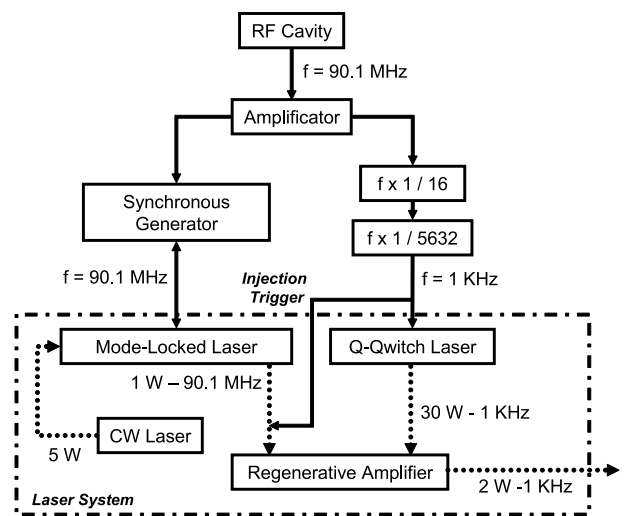 RF Cavity
f = 90.1 MHz
Amplificator
f x 1 / 16
Synchronous
Generator
f x 1 / 5632
f = 90.1 MHz
Injection
Trigger
f = 1 KHz
Mode-Locked Laser
Q-Qwitch Laser
1 W – 90.1 MHz
30 W - 1 KHz
CW Laser
5 W
Regenerative Amplifier
2 W -1 KHz
Laser System